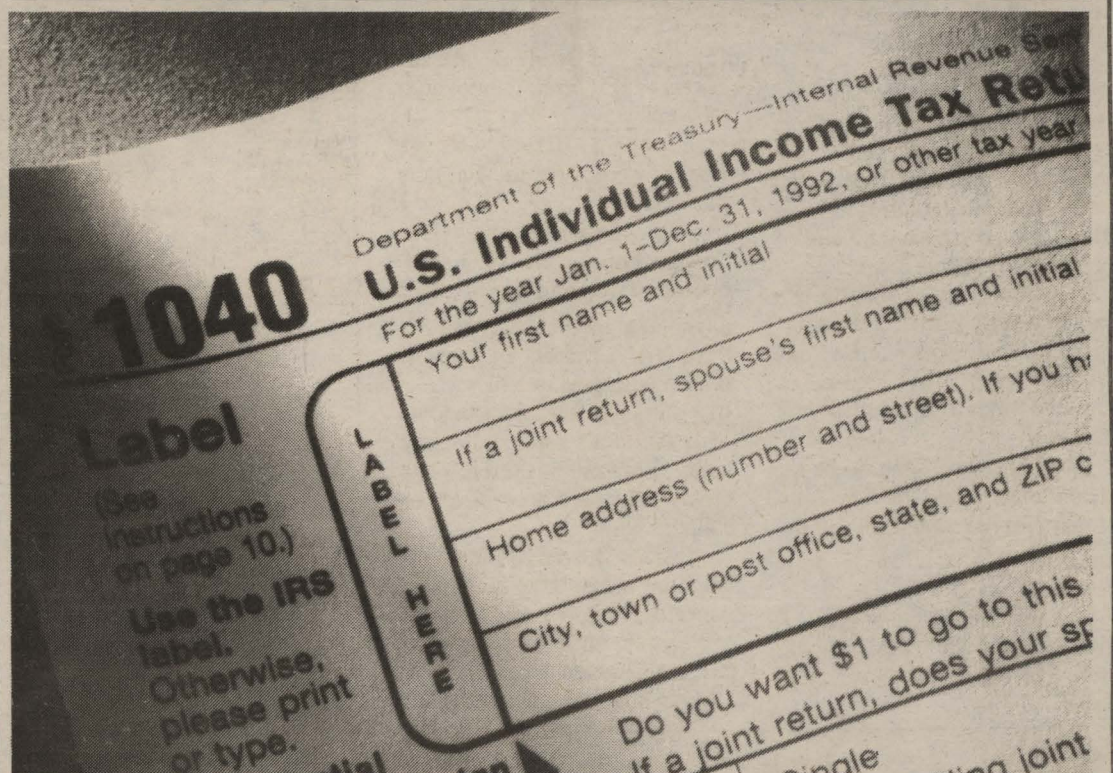 Department of the Treasury—Internal Revenue
1040
U.S. Individual Income Tax Retu
For the year Jan. 1–Dec. 31, 1992, or other tax year
Label
(See
instructions
on page 10.)
Use the IRS
label.
Otherwise,
please print
or type.
LABEL HERE
Your first name and initial
If a joint return, spouse's first name and initial
Home address (number and street). If you ha
City, town or post office, state, and ZIP c
Do you want $1 to go to this
If a joint return, does your sp
Single
joint